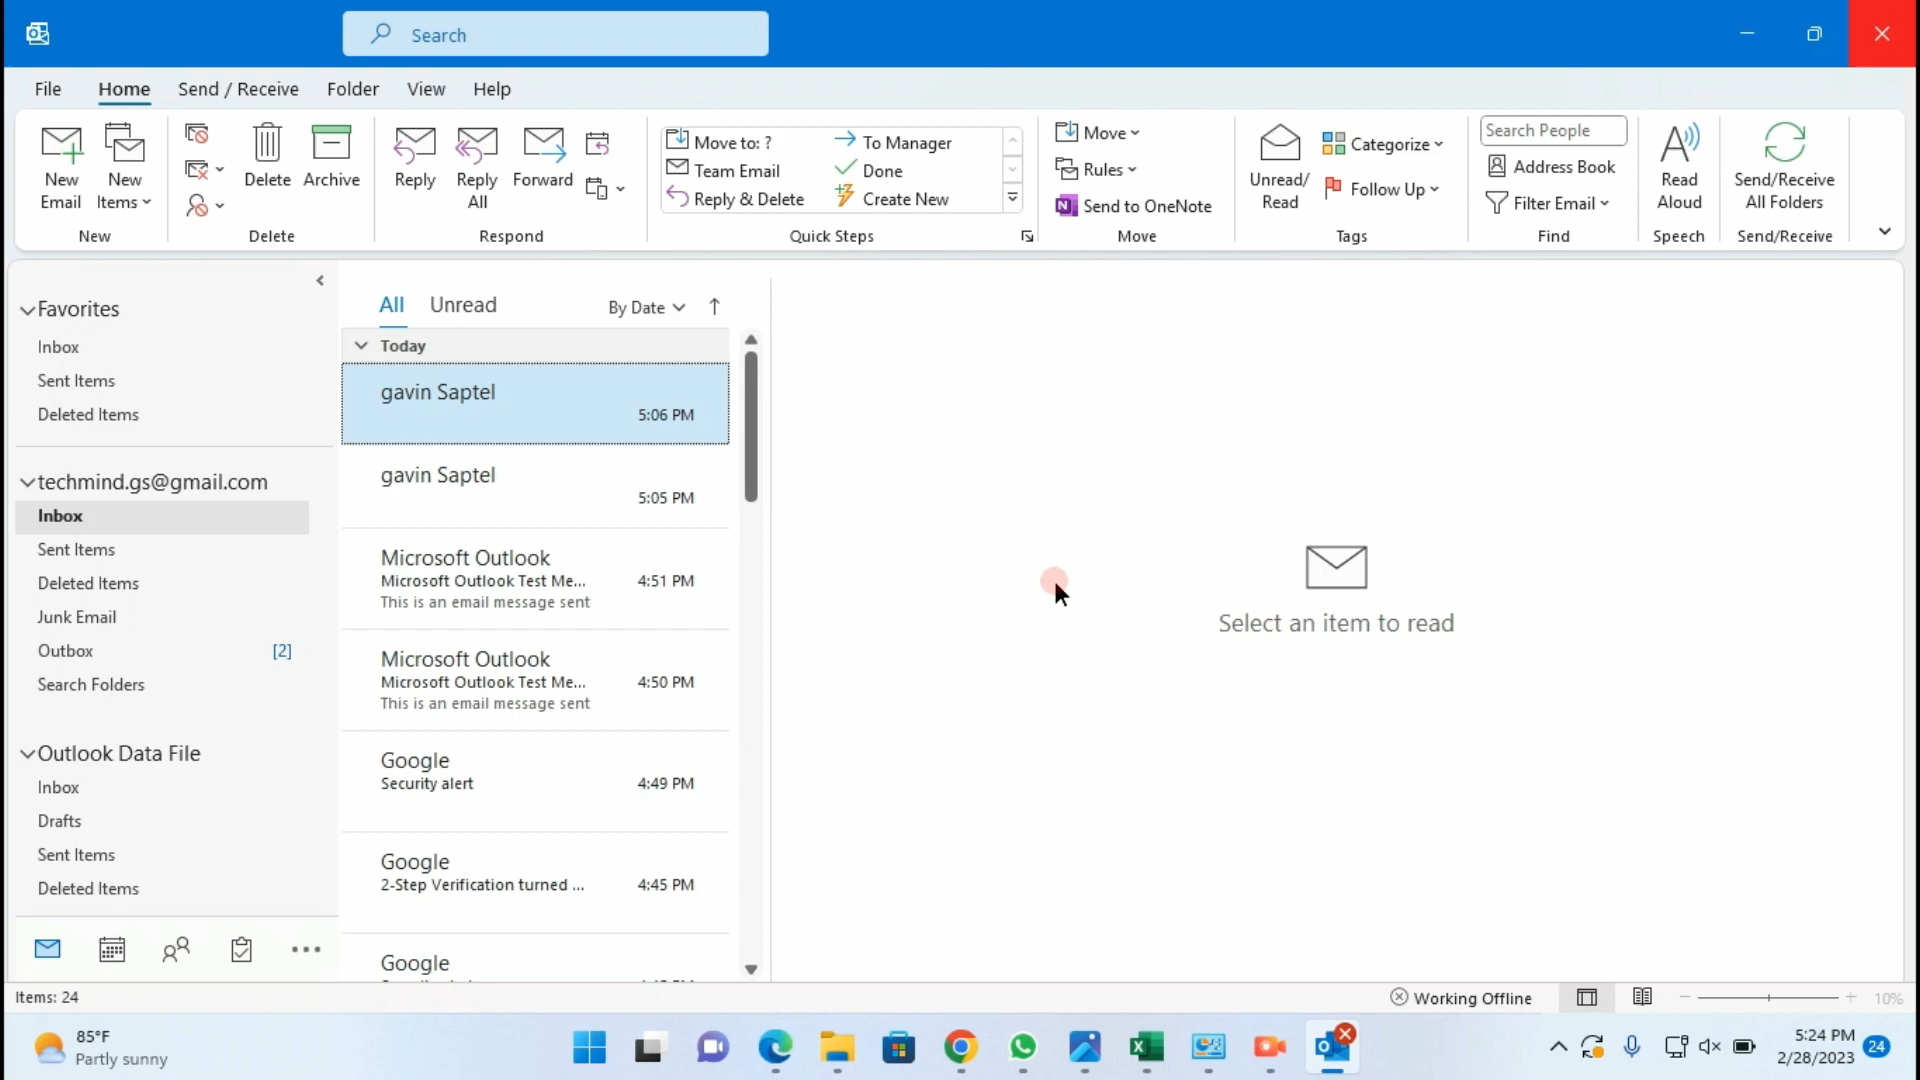 Search
File Home Send / Receive Folder View Help
New Email
New Items
New
Delete
Archive
Delete
Reply
Reply All
Forward
Respond
Move to: ?
To Manager
Team Email
Done
Reply & Delete
Create New
Quick Steps
Move
Rules
Send to OneNote
Move
Unread/ Read
Categorize
Follow Up
Tags
Search People
Address Book
Filter Email
Find
Read Aloud
Speech
Send/Receive All Folders
Send/Receive
Favorites
Inbox
Sent Items
Deleted Items
techmind.gs@gmail.com
Inbox
Sent Items
Deleted Items
Junk Email
Outbox [2]
Search Folders
Outlook Data File
Inbox
Drafts
Sent Items
Deleted Items
All Unread By Date
Today
gavin Saptel
5:06 PM
gavin Saptel
5:05 PM
Microsoft Outlook
Microsoft Outlook Test Me... 4:51 PM
This is an email message sent
Microsoft Outlook
Microsoft Outlook Test Me... 4:50 PM
This is an email message sent
Google
Security alert 4:49 PM
Google
2-Step Verification turned ... 4:45 PM
Google
Select an item to read
Items: 24
Working Offline
10%
85°F
Partly sunny
5:24 PM
2/28/2023
24